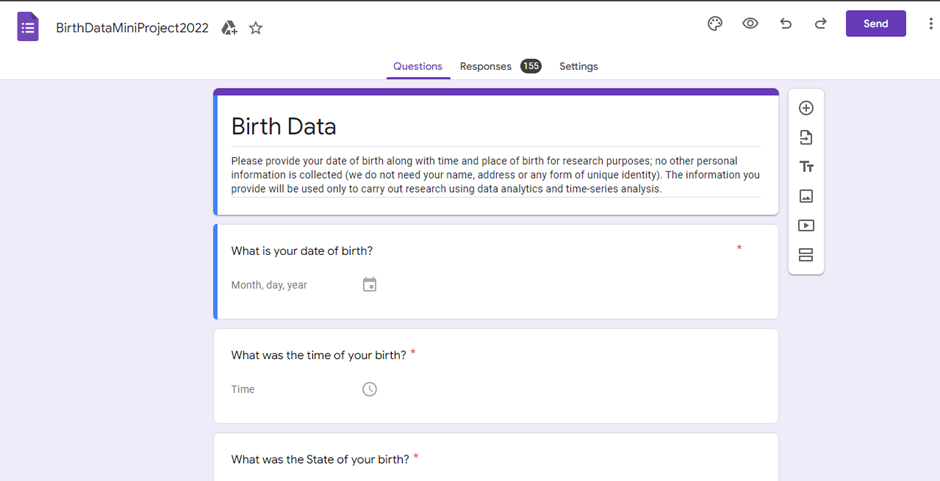 BirthDataMiniProject2022
Send
Questions
Responses 155
Settings
Birth Data
Please provide your date of birth along with time and place of birth for research purposes; no other personal
information is collected (we do not need your name, address or any form of unique identity). The information you
provide will be used only to carry out research using data analytics and time-series analysis.
What is your date of birth? *
Month, day, year
What was the time of your birth? *
Time
What was the State of your birth? *